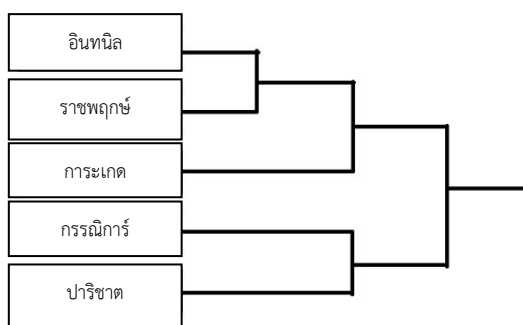 อินทนิล
ราชพฤกษ์
การะเกด
กรรณิการ์
ปาริชาต